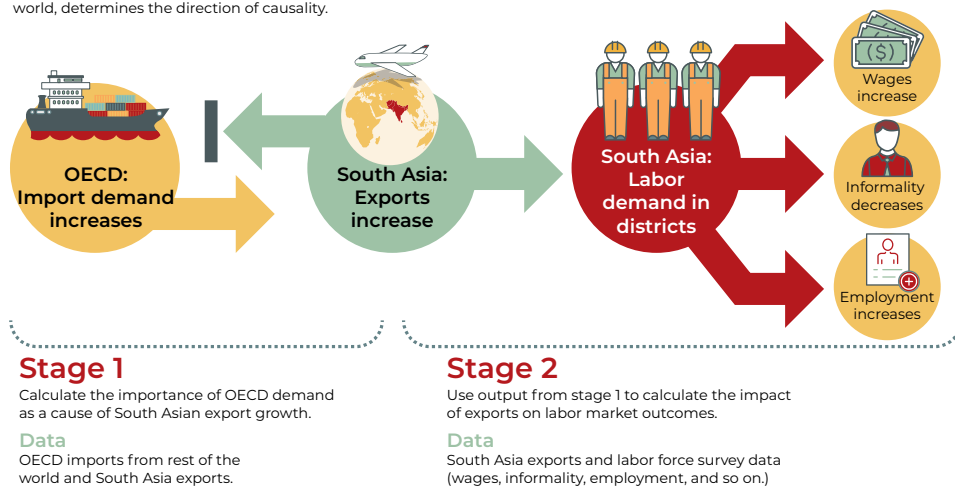 world, determines the direction of causality.
($)
Wages
increase
OECD:
Import demand
increases
South Asia:
Exports
increase
South Asia:
Labor
demand in
districts
Informality
decreases
Employment
increases
Stage 1
Calculate the importance of OECD demand
as a cause of South Asian export growth.
Data
OECD imports from rest of the
world and South Asia exports.
Stage 2
Use output from stage 1 to calculate the impact
of exports on labor market outcomes.
Data
South Asia exports and labor force survey data
(wages, informality, employment, and so on.)